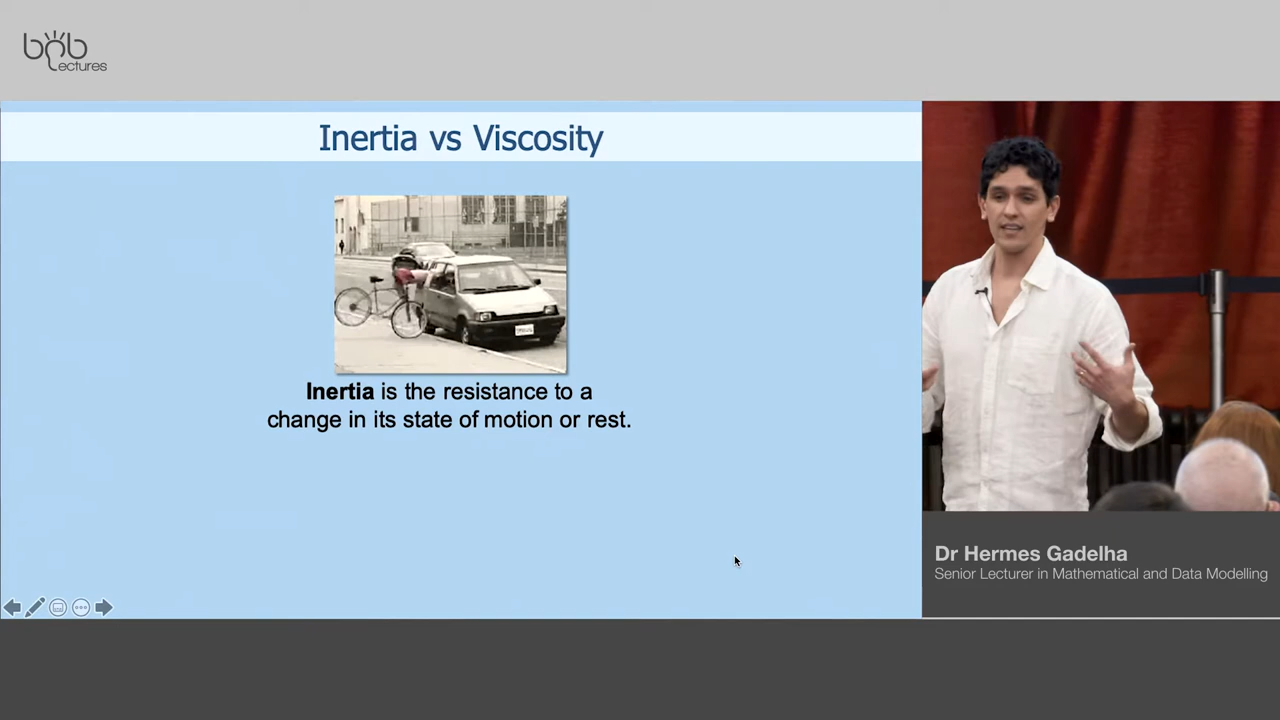 bnb
Lectures
Inertia vs Viscosity
Inertia is the resistance to a
change in its state of motion or rest.
Dr Hermes Gadelha
Senior Lecturer in Mathematical and Data Modelling